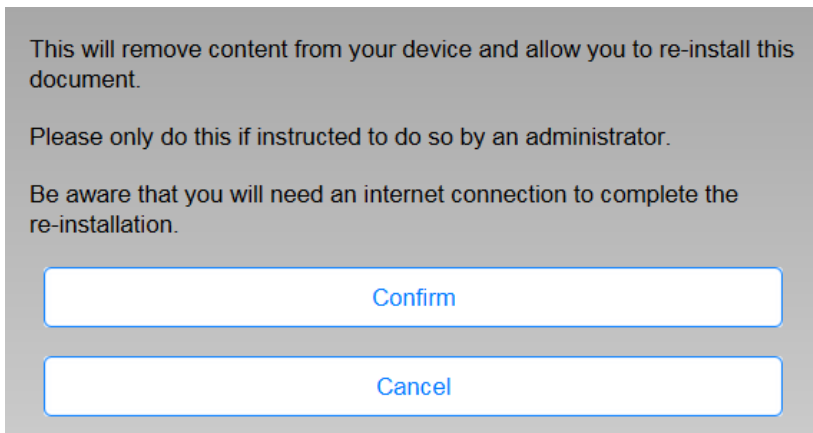 This will remove content from your device and allow you to re-install this
document.
Please only do this if instructed to do so by an administrator.
Be aware that you will need an internet connection to complete the
re-installation.
Confirm
Cancel